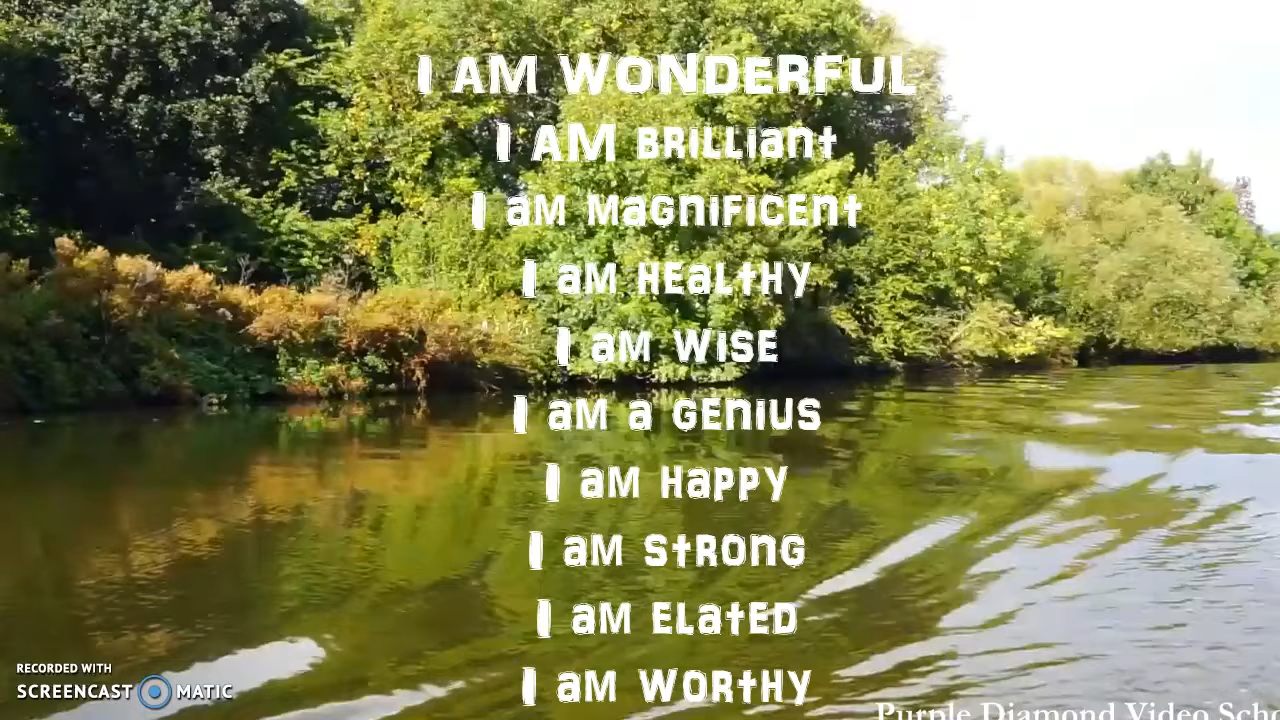 I AM WONDERFUL
I AM BRILLIant
I aM MaGnIFICEnt
I aM HEaLtHY
I aM WISE
I aM a GEnIUS
I aM HaPPY
I aM StROnG
I aM ELatED
I aM WORtHY
RECORDED WITH
SCREENCAST MATIC
Purple Diamond Video Scho